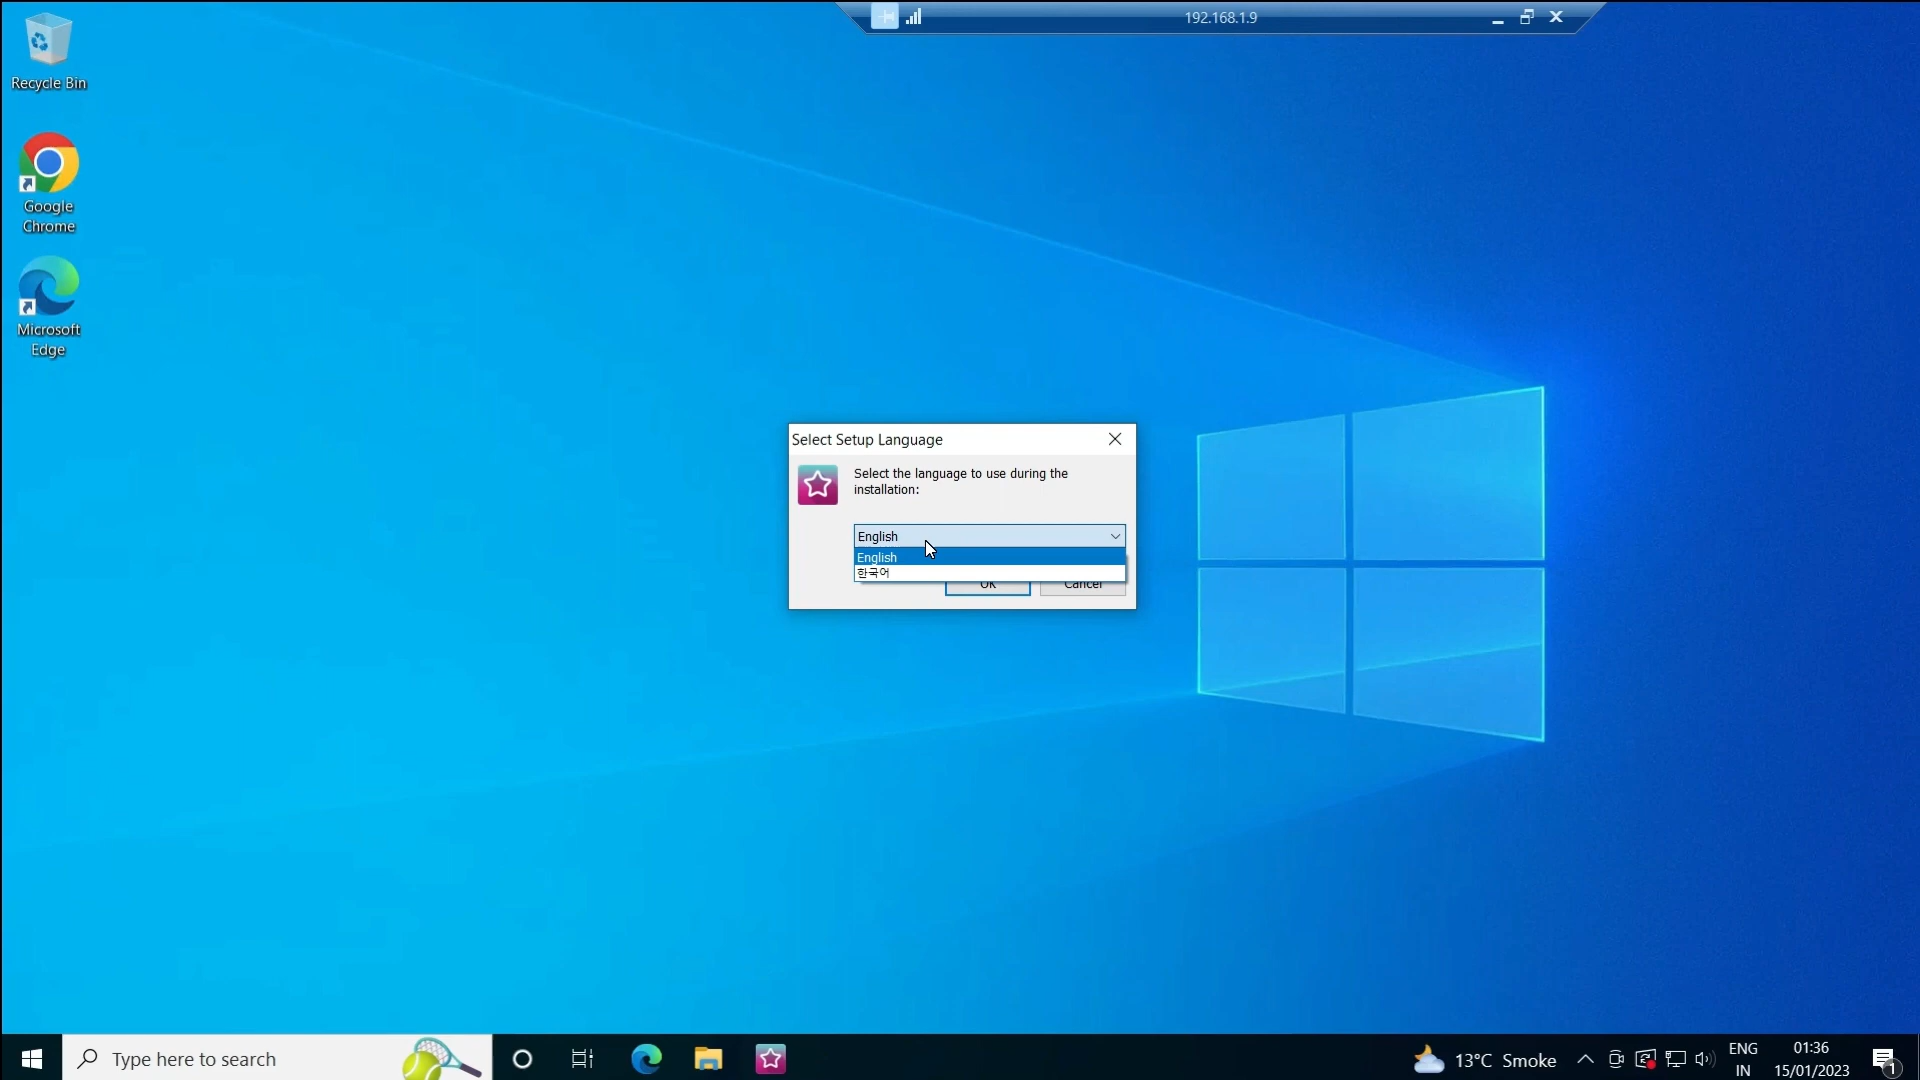 192.168.1.9
Recycle Bin
Google
Chrome
Microsoft
Edge
Select Setup Language
Select the language to use during the
installation:
English
English
한국어
OK
Cancel
Type here to search
13°C Smoke
ENG
IN
01:36
15/01/2023
1